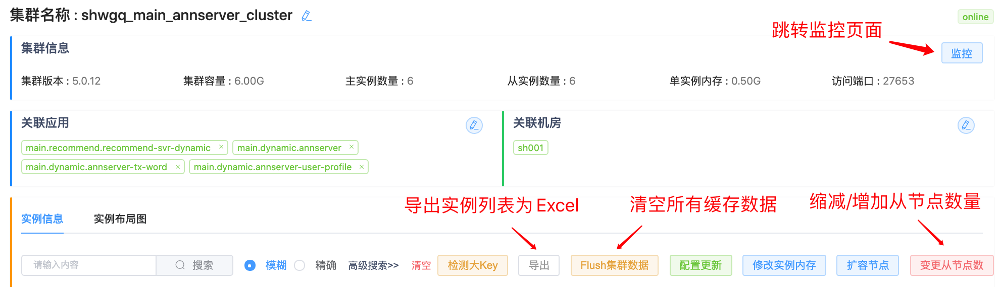 集群名称 : shwgq_main_annserver_cluster
online
跳转监控页面
集群信息
监控
集群版本 : 5.0.12
集群容量 : 6.00G
主实例数量 : 6
从实例数量 : 6
单实例内存 : 0.50G
访问端口 : 27653
关联应用
main.recommend.recommend-svr-dynamic × main.dynamic.annserver ×
main.dynamic.annserver-tx-word × main.dynamic.annserver-user-profile ×
关联机房
sh001
导出实例列表为 Excel
清空所有缓存数据
缩减/增加从节点数量
实例信息 实例布局图
请输入内容 搜索 模糊 精确 高级搜索>> 清空 检测大Key 导出 Flush集群数据 配置更新 修改实例内存 扩容节点 变更从节点数